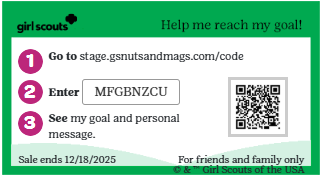 girl scouts
Help me reach my goal!
1 Go to stage.gsnutsandmags.com/code
2 Enter MFGBNZCU
3 See my goal and personal
message.
Sale ends 12/18/2025
For friends and family only
© & ™ Girl Scouts of the USA